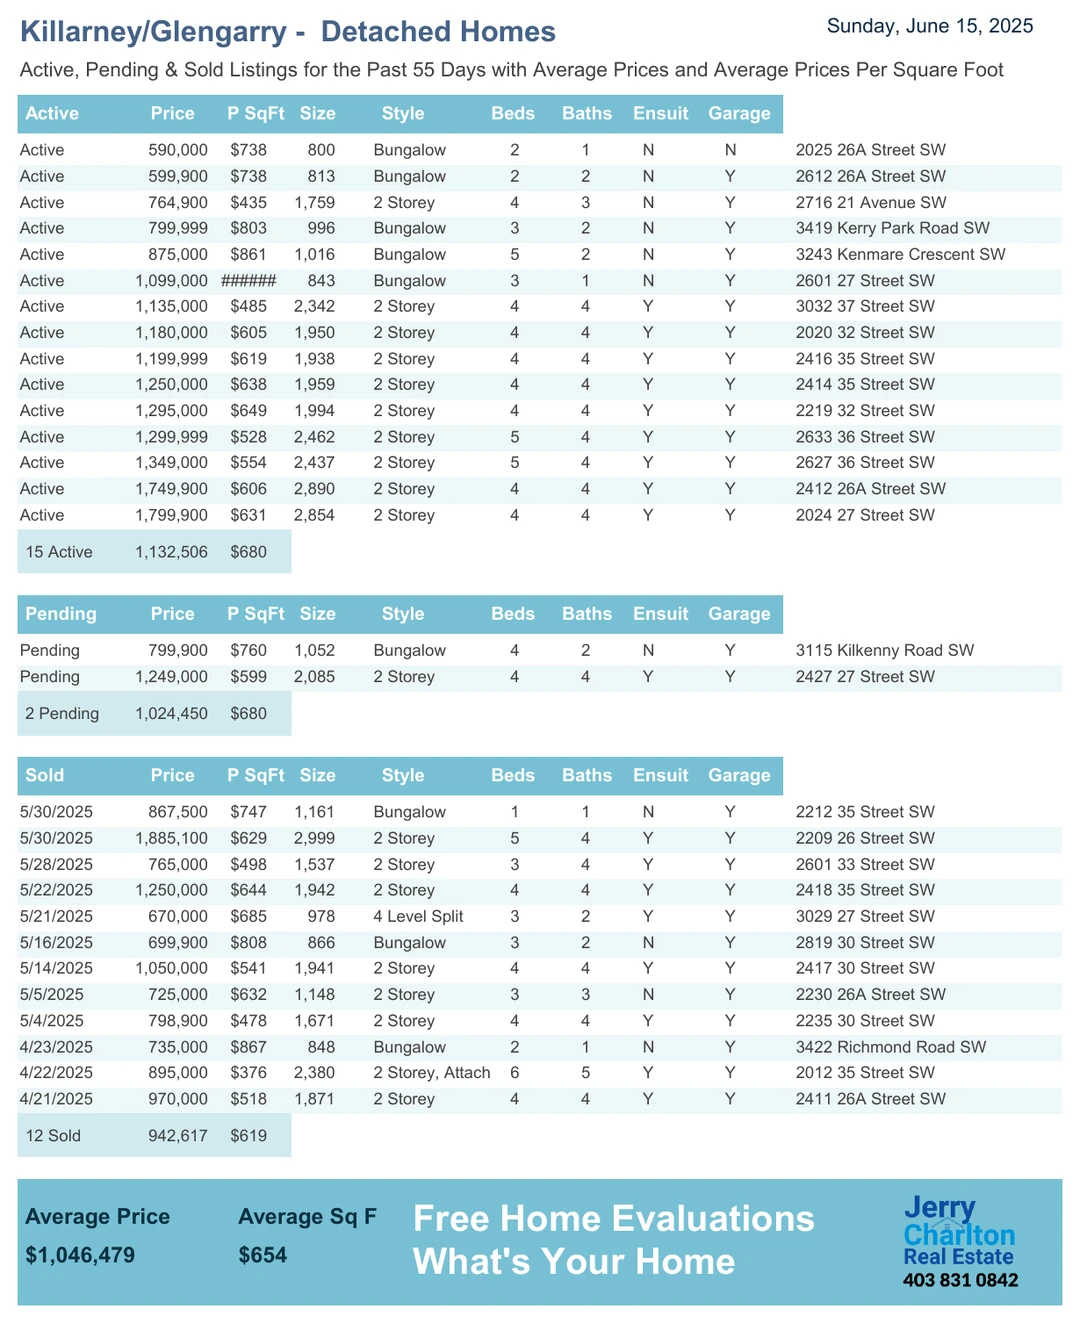 Killarney/Glengarry -  Detached Homes
Sunday, June 15, 2025
Active, Pending & Sold Listings for the Past 55 Days with Average Prices and Average Prices Per Square Foot
Active Price P SqFt Size Style Beds Baths Ensuit Garage
Active 590,000 $738 800 Bungalow 2 1 N N 2025 26A Street SW
Active 599,900 $738 813 Bungalow 2 2 N Y 2612 26A Street SW
Active 764,900 $435 1,759 2 Storey 4 3 N Y 2716 21 Avenue SW
Active 799,999 $803 996 Bungalow 3 2 N Y 3419 Kerry Park Road SW
Active 875,000 $861 1,016 Bungalow 5 2 N Y 3243 Kenmare Crescent SW
Active 1,099,000 ###### 843 Bungalow 3 1 N Y 2601 27 Street SW
Active 1,135,000 $485 2,342 2 Storey 4 4 Y Y 3032 37 Street SW
Active 1,180,000 $605 1,950 2 Storey 4 4 Y Y 2020 32 Street SW
Active 1,199,999 $619 1,938 2 Storey 4 4 Y Y 2416 35 Street SW
Active 1,250,000 $638 1,959 2 Storey 4 4 Y Y 2414 35 Street SW
Active 1,295,000 $649 1,994 2 Storey 4 4 Y Y 2219 32 Street SW
Active 1,299,999 $528 2,462 2 Storey 5 4 Y Y 2633 36 Street SW
Active 1,349,000 $554 2,437 2 Storey 5 4 Y Y 2627 36 Street SW
Active 1,749,900 $606 2,890 2 Storey 4 4 Y Y 2412 26A Street SW
Active 1,799,900 $631 2,854 2 Storey 4 4 Y Y 2024 27 Street SW
15 Active 1,132,506 $680
Pending Price P SqFt Size Style Beds Baths Ensuit Garage
Pending 799,900 $760 1,052 Bungalow 4 2 N Y 3115 Kilkenny Road SW
Pending 1,249,000 $599 2,085 2 Storey 4 4 Y Y 2427 27 Street SW
2 Pending 1,024,450 $680
Sold Price P SqFt Size Style Beds Baths Ensuit Garage
5/30/2025 867,500 $747 1,161 Bungalow 1 1 N Y 2212 35 Street SW
5/30/2025 1,885,100 $629 2,999 2 Storey 5 4 Y Y 2209 26 Street SW
5/28/2025 765,000 $498 1,537 2 Storey 3 4 Y Y 2601 33 Street SW
5/22/2025 1,250,000 $644 1,942 2 Storey 4 4 Y Y 2418 35 Street SW
5/21/2025 670,000 $685 978 4 Level Split 3 2 Y Y 3029 27 Street SW
5/16/2025 699,900 $808 866 Bungalow 3 2 N Y 2819 30 Street SW
5/14/2025 1,050,000 $541 1,941 2 Storey 4 4 Y Y 2417 30 Street SW
5/5/2025 725,000 $632 1,148 2 Storey 3 3 N Y 2230 26A Street SW
5/4/2025 798,900 $478 1,671 2 Storey 4 4 Y Y 2235 30 Street SW
4/23/2025 735,000 $867 848 Bungalow 2 1 N Y 3422 Richmond Road SW
4/22/2025 895,000 $376 2,380 2 Storey, Attach 6 5 Y Y 2012 35 Street SW
4/21/2025 970,000 $518 1,871 2 Storey 4 4 Y Y 2411 26A Street SW
12 Sold 942,617 $619
Average Price Average Sq F
$1,046,479 $654
Free Home Evaluations
What's Your Home
Jerry
Charlton
Real Estate
403 831 0842